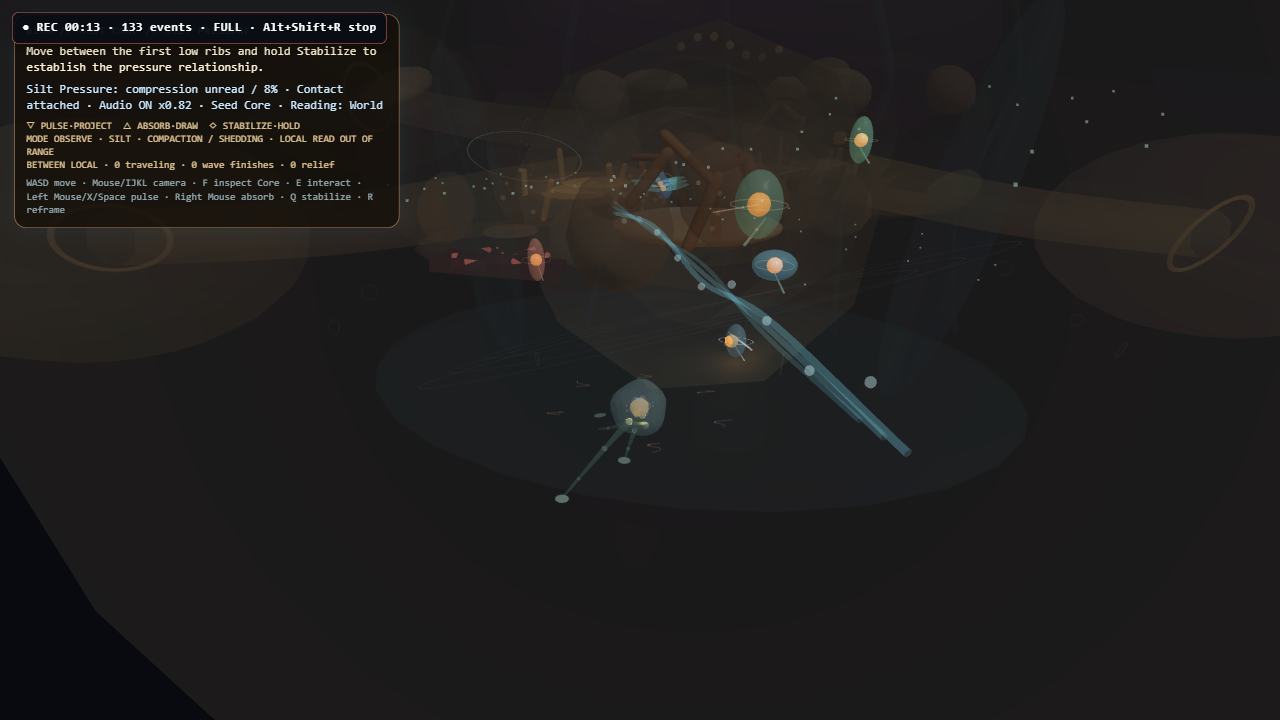 ● REC 00:13 · 133 events · FULL · Alt+Shift+R stop
Move between the first low ribs and hold Stabilize to
establish the pressure relationship.
Silt Pressure: compression unread / 8% · Contact
attached · Audio ON x0.82 · Seed Core · Reading: World
▽ PULSE·PROJECT △ ABSORB·DRAW ◇ STABILIZE·HOLD
MODE OBSERVE · SILT · COMPACTION / SHEDDING · LOCAL READ OUT OF
RANGE
BETWEEN LOCAL · 0 traveling · 0 wave finishes · 0 relief
WASD move · Mouse/IJKL camera · F inspect Core · E interact ·
Left Mouse/X/Space pulse · Right Mouse absorb · Q stabilize · R
reframe